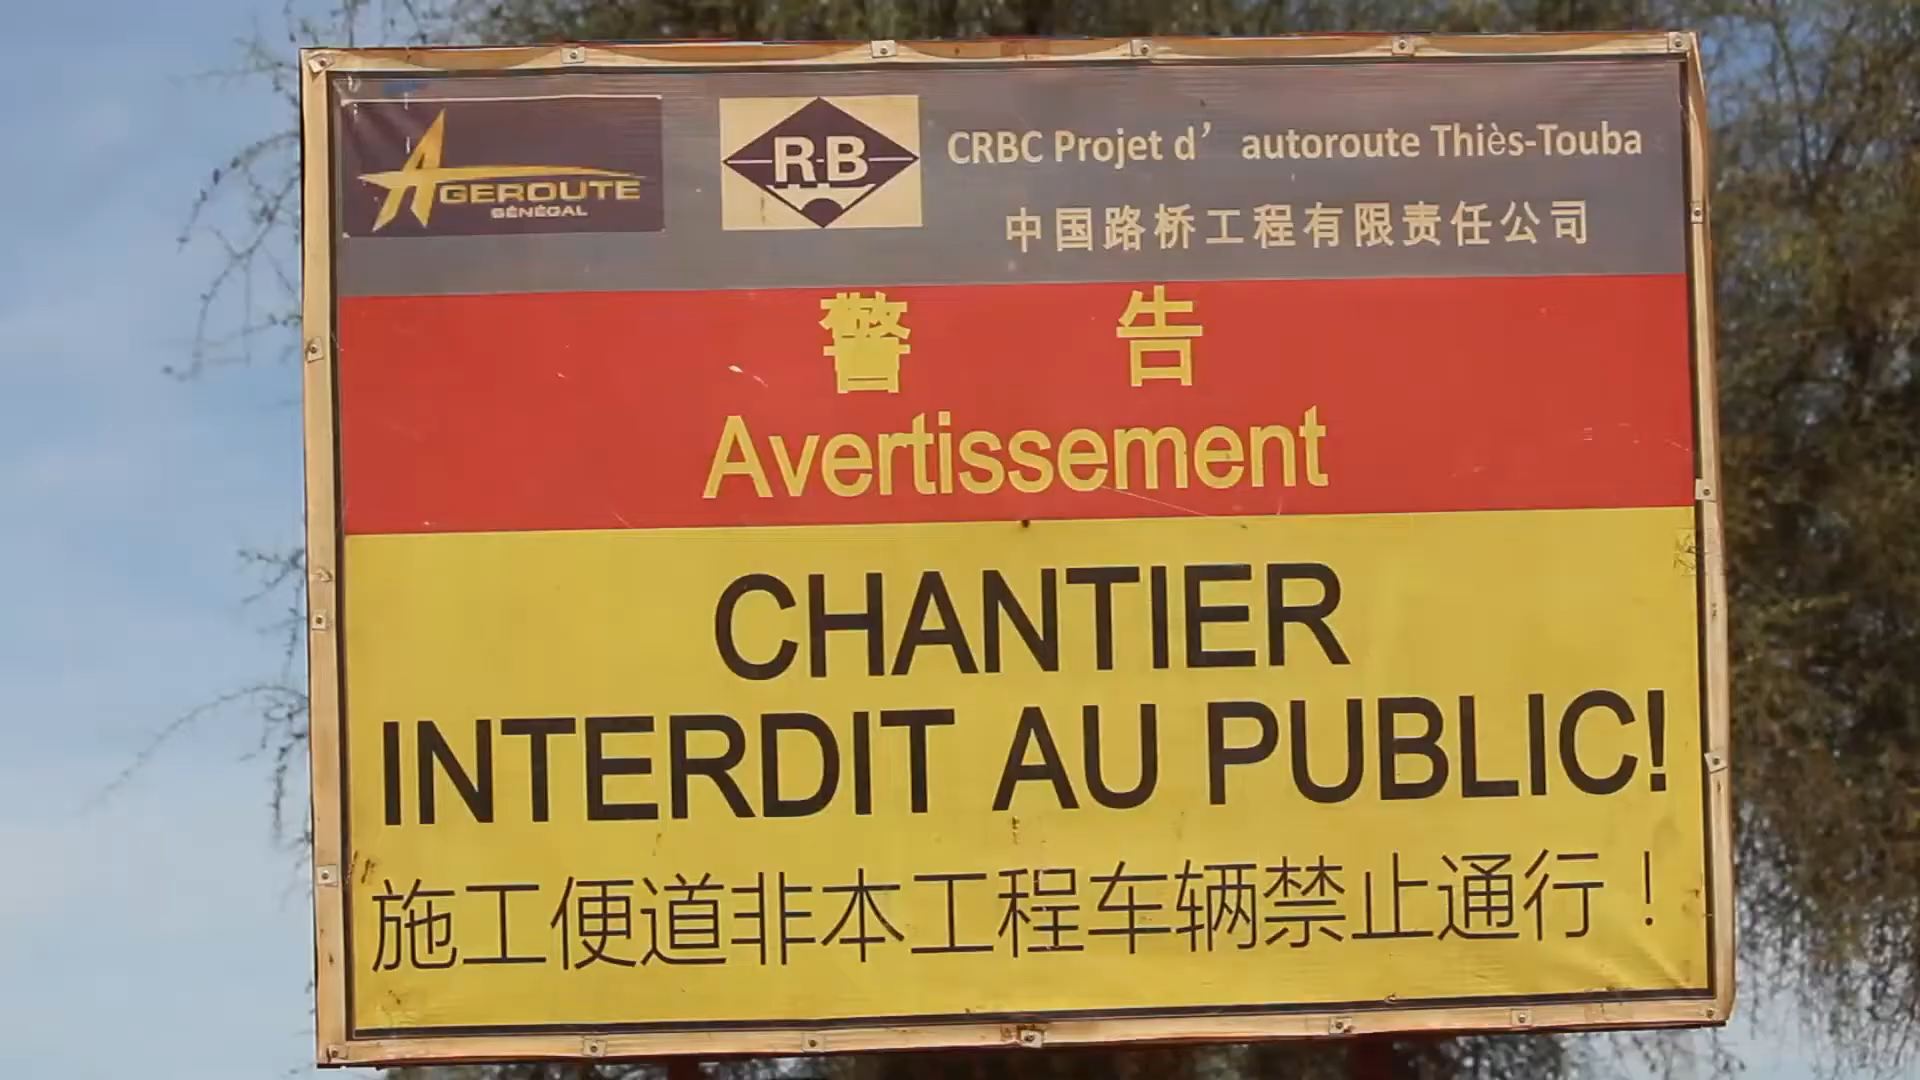 AGEROUTE
SÉNÉGAL
R-B
CRBC Projet d’ autoroute Thiès-Touba
中国路桥工程有限责任公司
警 告
Avertissement
CHANTIER
INTERDIT AU PUBLIC!
施工便道非本工程车辆禁止通行！